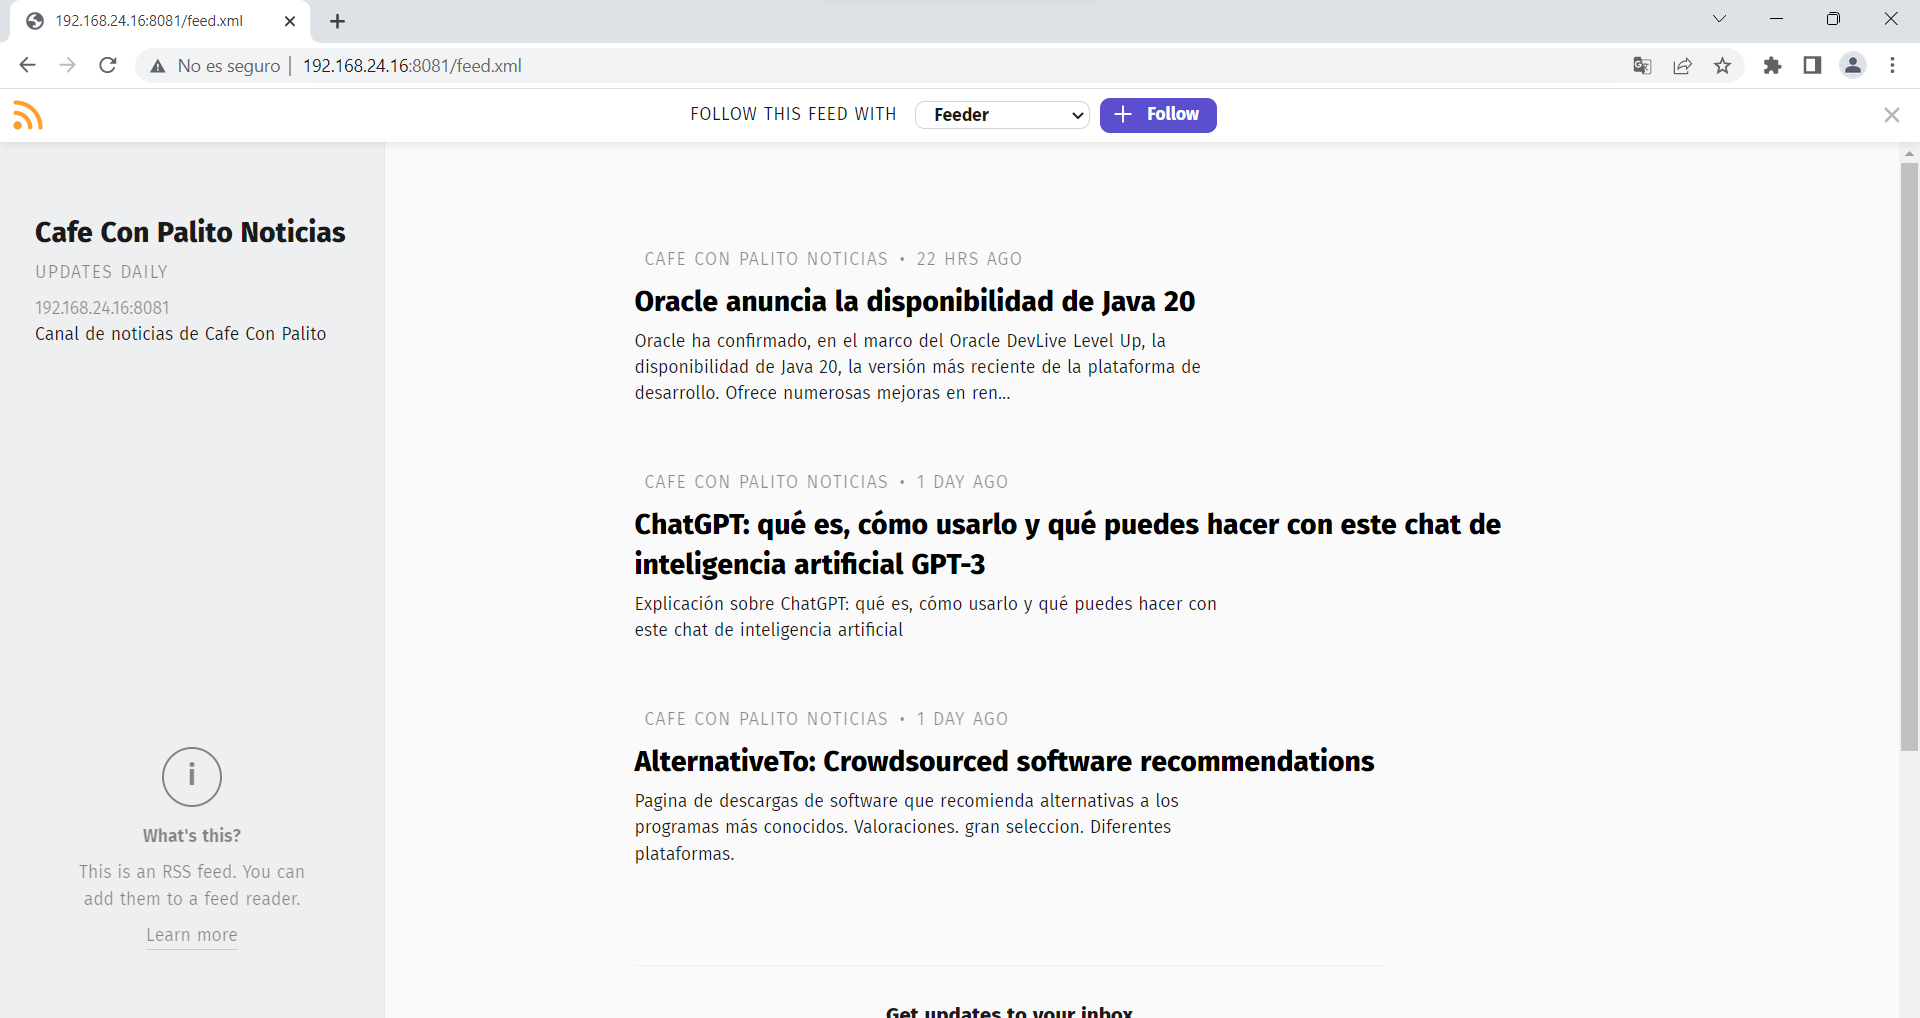 192.168.24.16:8081/feed.xml
No es seguro
192.168.24.16:8081/feed.xml
FOLLOW THIS FEED WITH
Feeder
Follow
Cafe Con Palito Noticias
UPDATES DAILY
192.168.24.16:8081
Canal de noticias de Cafe Con Palito
CAFE CON PALITO NOTICIAS • 22 HRS AGO
Oracle anuncia la disponibilidad de Java 20
Oracle ha confirmado, en el marco del Oracle DevLive Level Up, la
disponibilidad de Java 20, la versión más reciente de la plataforma de
desarrollo. Ofrece numerosas mejoras en ren...
CAFE CON PALITO NOTICIAS • 1 DAY AGO
ChatGPT: qué es, cómo usarlo y qué puedes hacer con este chat de
inteligencia artificial GPT-3
Explicación sobre ChatGPT: qué es, cómo usarlo y qué puedes hacer con
este chat de inteligencia artificial
CAFE CON PALITO NOTICIAS • 1 DAY AGO
AlternativeTo: Crowdsourced software recommendations
Pagina de descargas de software que recomienda alternativas a los
programas más conocidos. Valoraciones. gran seleccion. Diferentes
plataformas.
i
What's this?
This is an RSS feed. You can
add them to a feed reader.
Learn more
Get updates to your inbox